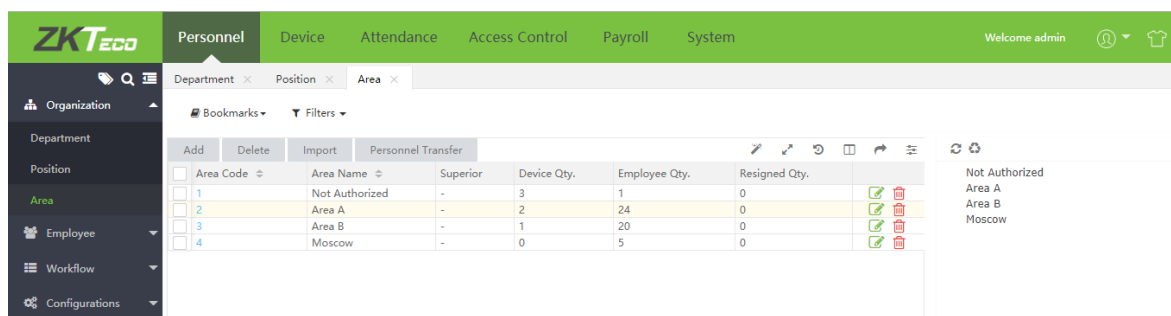 ZKTECO Personnel Device Attendance Access Control Payroll System Welcome admin
Department × Position × Area ×
Organization
Department
Position
Area
Employee
Workflow
Configurations
Bookmarks Filters
Add Delete Import Personnel Transfer
Area Code Area Name Superior Device Qty. Employee Qty. Resigned Qty.
1 Not Authorized - 3 1 0
2 Area A - 2 24 0
3 Area B - 1 20 0
4 Moscow - 0 5 0
Not Authorized
Area A
Area B
Moscow